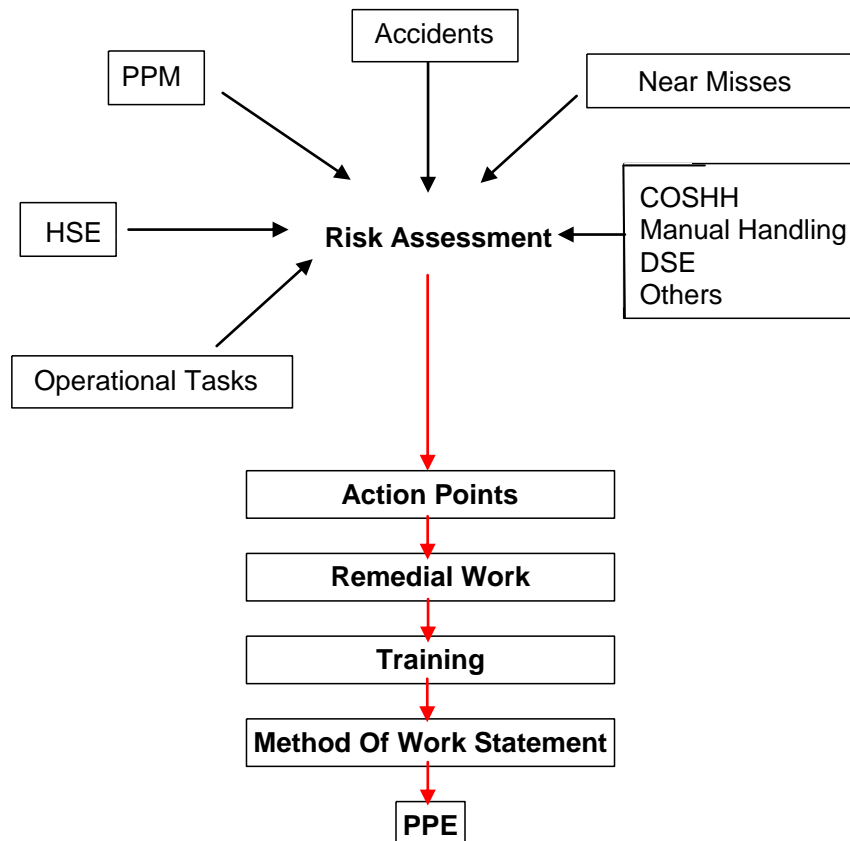 Accidents
PPM
Near Misses
COSHH
Manual Handling
DSE
Others
HSE
Risk Assessment
Operational Tasks
Action Points
Remedial Work
Training
Method Of Work Statement
PPE